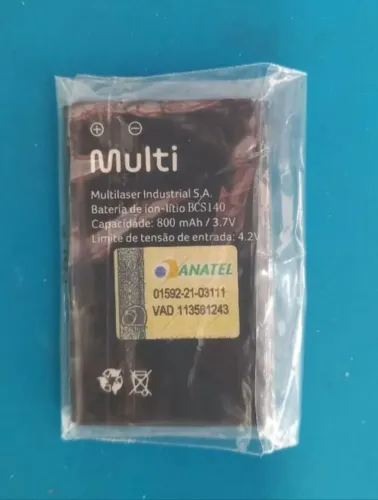 Multi
Multilaser Industrial S.A.
Bateria de íon-lítio BCS140
Capacidade: 800 mAh / 3.7V
Limite de tensão de entrada: 4.2V
ANATEL
01592-21-03111
VAD 113581243